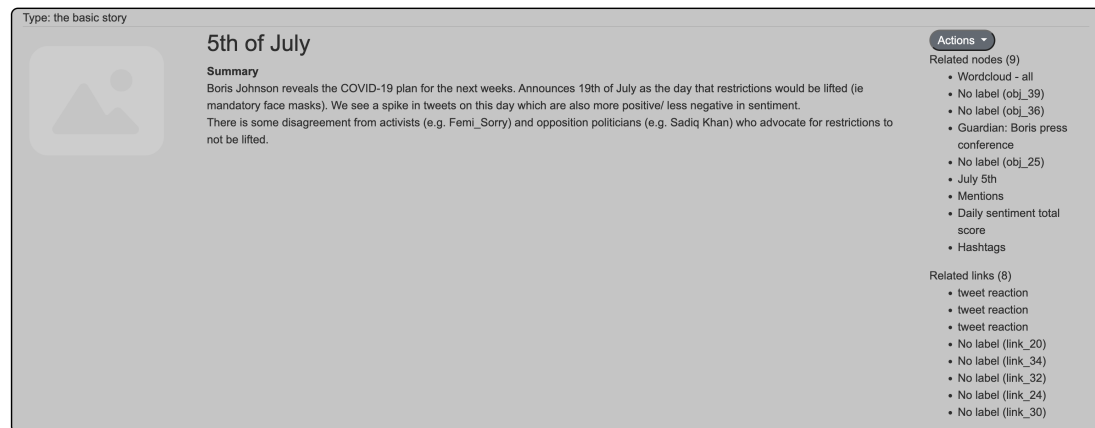 Type: the basic story
5th of July
Summary
Boris Johnson reveals the COVID-19 plan for the next weeks. Announces 19th of July as the day that restrictions would be lifted (ie
mandatory face masks). We see a spike in tweets on this day which are also more positive/ less negative in sentiment.
There is some disagreement from activists (e.g. Femi_Sorry) and opposition politicians (e.g. Sadiq Khan) who advocate for restrictions to
not be lifted.
Actions
Related nodes (9)
• Wordcloud - all
• No label (obj_39)
• No label (obj_36)
• Guardian: Boris press
conference
• No label (obj_25)
• July 5th
• Mentions
• Daily sentiment total
score
• Hashtags
Related links (8)
• tweet reaction
• tweet reaction
• tweet reaction
• No label (link_20)
• No label (link_34)
• No label (link_32)
• No label (link_24)
• No label (link_30)